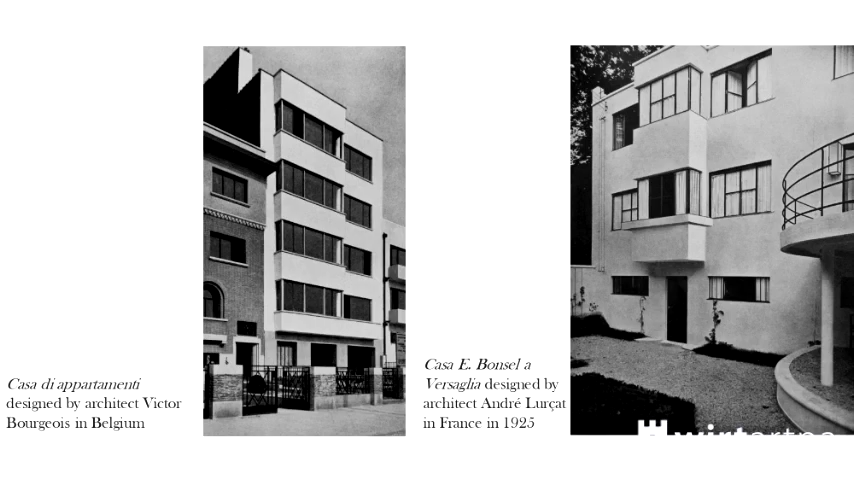 Casa di appartamenti
designed by architect Victor
Bourgeois in Belgium
Casa E. Bonsel a
Versaglia designed by
architect André Lurçat
in France in 1925